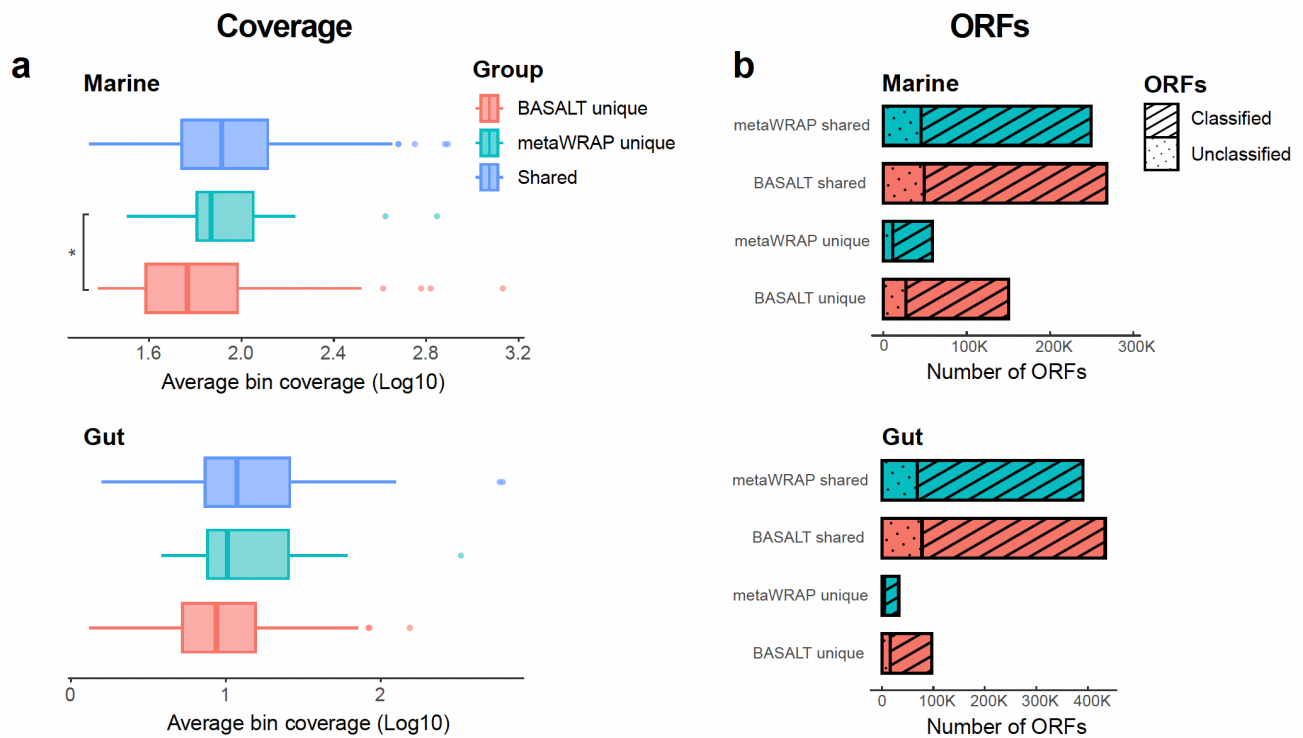 Coverage
a
Marine
Group
BASALT unique
metaWRAP unique
Shared
*
1.6 2.0 2.4 2.8 3.2
Average bin coverage (Log10)
Gut
0 1 2
Average bin coverage (Log10)
ORFs
b
Marine
ORFs
Classified
Unclassified
metaWRAP shared
BASALT shared
metaWRAP unique
BASALT unique
0 100K 200K 300K
Number of ORFs
Gut
metaWRAP shared
BASALT shared
metaWRAP unique
BASALT unique
0 100K 200K 300K 400K
Number of ORFs